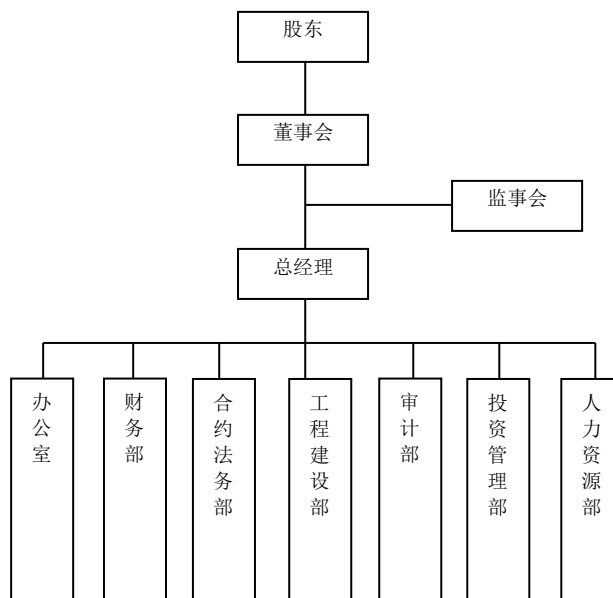 股东
董事会
监事会
总经理
办公室
财务部
合约法务部
工程建设部
审计部
投资管理部
人力资源部